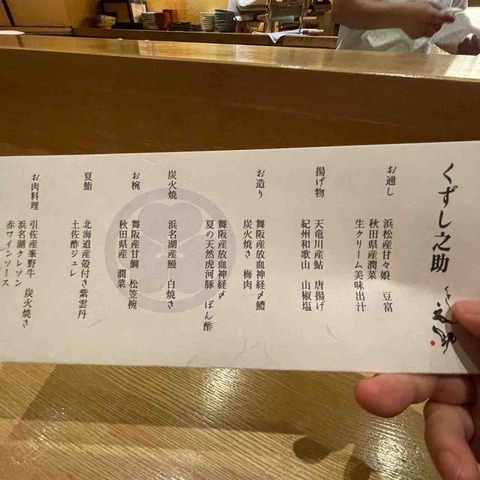 くずし之助
くずし之助
お通し
浜松産甘々娘 豆富
秋田県産潤菜
生クリーム美味出汁
揚げ物
天竜川産鮎 唐揚げ
紀州和歌山 山椒塩
お造り
舞阪産放血神経〆鱧
炭火焼き 梅肉
舞阪産放血神経〆
夏の天然虎河豚 ぽん酢
炭火焼
浜名湖産鰻 白焼き
お椀
舞阪産甘鯛 松笠椀
秋田県産 潤菜
夏鮨
北海道産殻付き紫雲丹
土佐酢ジュレ
お肉料理
引佐産峯野牛 炭火焼き
浜名湖クレソン
赤ワインソース